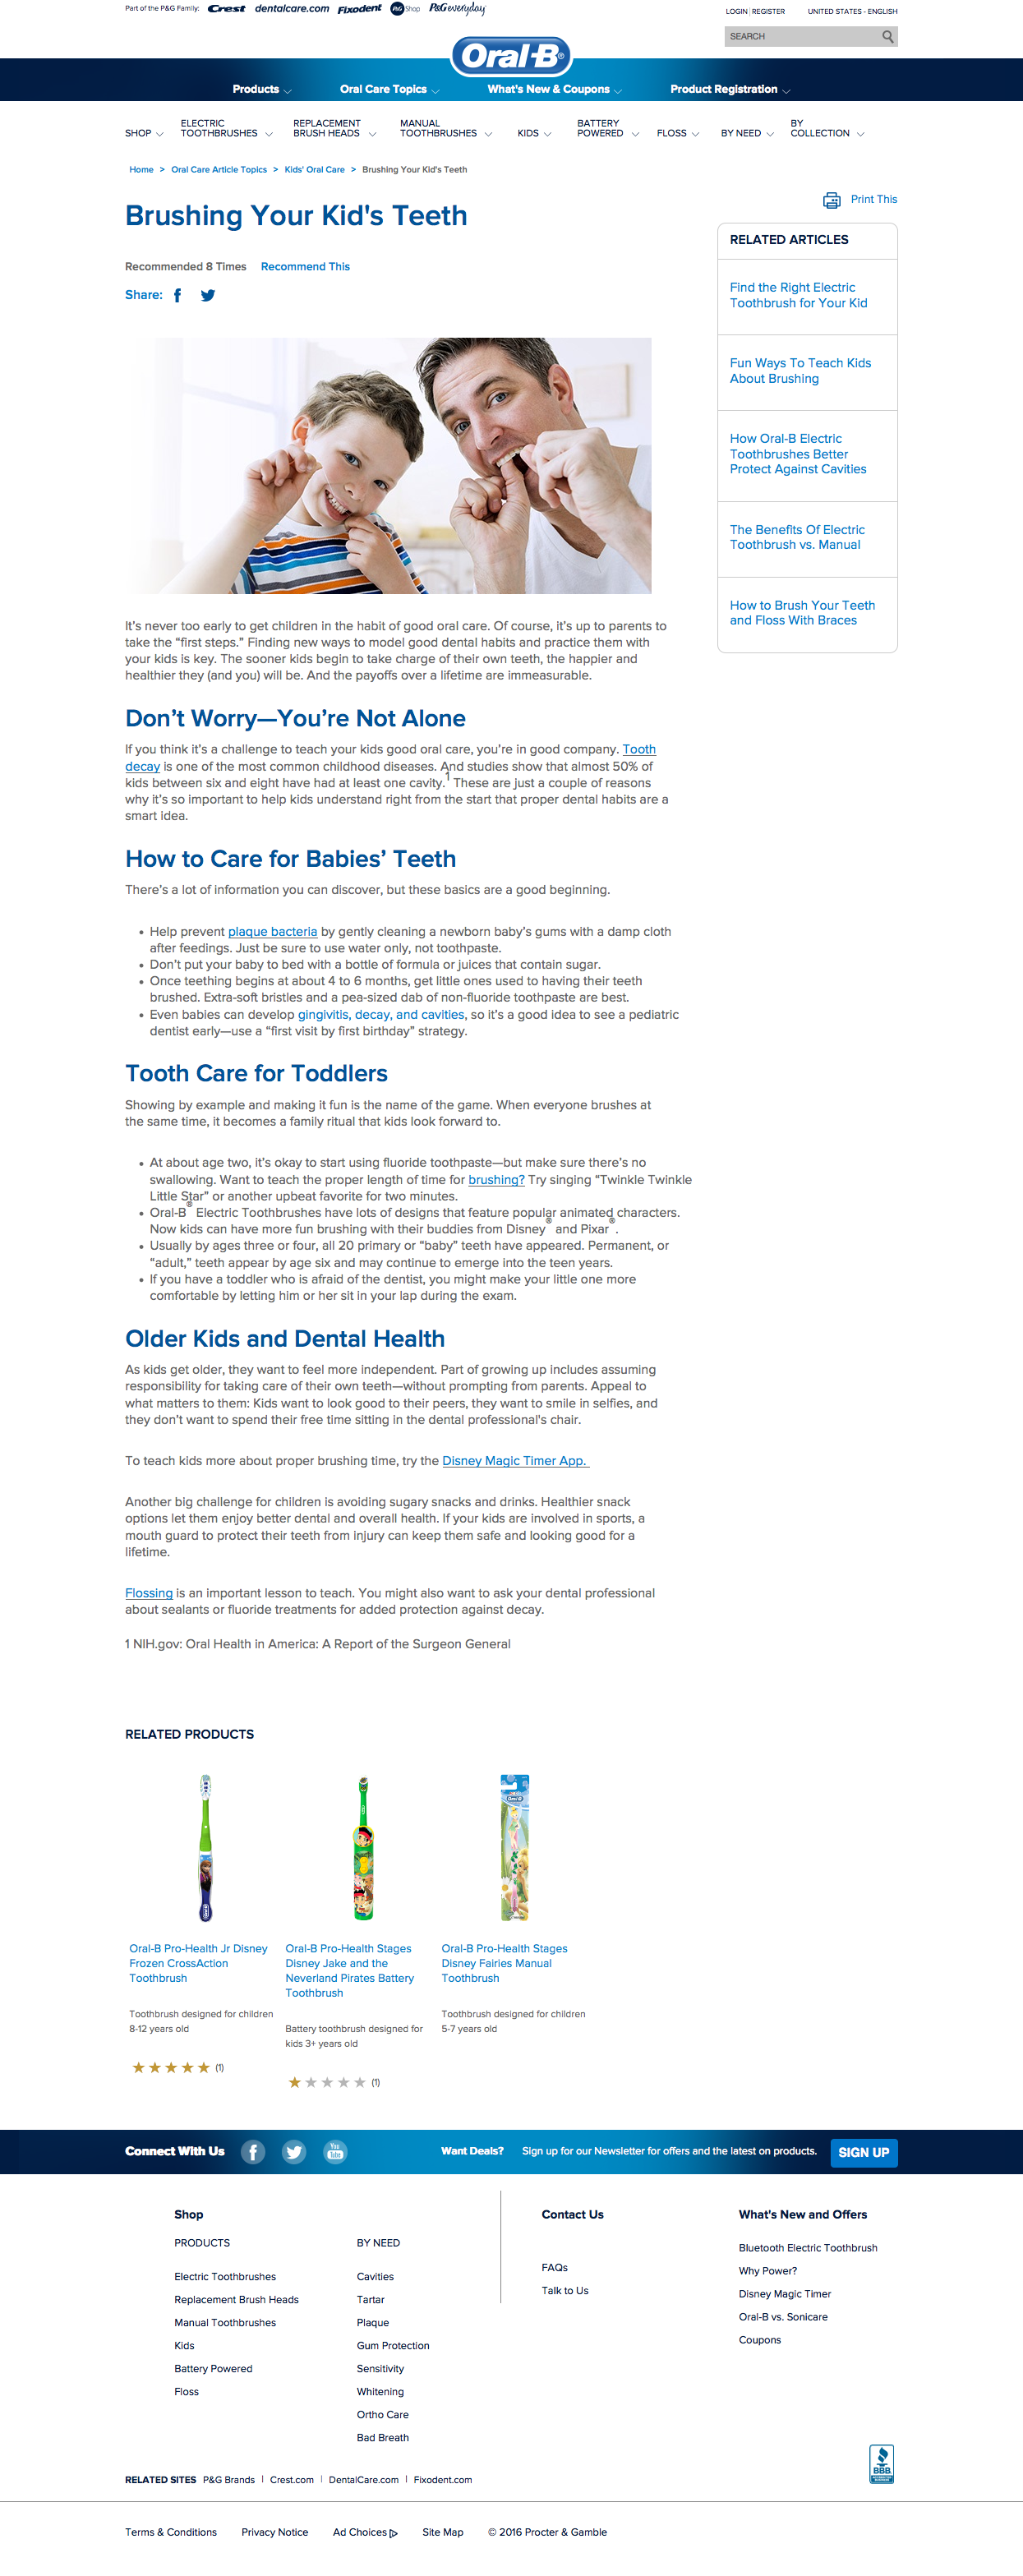 Part of the P&G Family: Crest dentalcare.com Fixodent P&G Shop P&G everyday
LOGIN | REGISTER UNITED STATES - ENGLISH
SEARCH
Oral-B®
Products Oral Care Topics What's New & Coupons Product Registration
SHOP ELECTRIC TOOTHBRUSHES REPLACEMENT BRUSH HEADS MANUAL TOOTHBRUSHES KIDS BATTERY POWERED FLOSS BY NEED BY COLLECTION
Home > Oral Care Article Topics > Kids' Oral Care > Brushing Your Kid's Teeth
Print This
Brushing Your Kid's Teeth
Recommended 8 Times Recommend This
Share:
RELATED ARTICLES
Find the Right Electric
Toothbrush for Your Kid
Fun Ways To Teach Kids
About Brushing
How Oral-B Electric
Toothbrushes Better
Protect Against Cavities
The Benefits Of Electric
Toothbrush vs. Manual
How to Brush Your Teeth
and Floss With Braces
It's never too early to get children in the habit of good oral care. Of course, it's up to parents to
take the “first steps.” Finding new ways to model good dental habits and practice them with
your kids is key. The sooner kids begin to take charge of their own teeth, the happier and
healthier they (and you) will be. And the payoffs over a lifetime are immeasurable.
Don’t Worry—You’re Not Alone
If you think it’s a challenge to teach your kids good oral care, you’re in good company. Tooth
decay is one of the most common childhood diseases. And studies show that almost 50% of
kids between six and eight have had at least one cavity.1 These are just a couple of reasons
why it’s so important to help kids understand right from the start that proper dental habits are a
smart idea.
How to Care for Babies’ Teeth
There’s a lot of information you can discover, but these basics are a good beginning.
• Help prevent plaque bacteria by gently cleaning a newborn baby’s gums with a damp cloth
after feedings. Just be sure to use water only, not toothpaste.
• Don’t put your baby to bed with a bottle of formula or juices that contain sugar.
• Once teething begins at about 4 to 6 months, get little ones used to having their teeth
brushed. Extra-soft bristles and a pea-sized dab of non-fluoride toothpaste are best.
• Even babies can develop gingivitis, decay, and cavities, so it’s a good idea to see a pediatric
dentist early—use a “first visit by first birthday” strategy.
Tooth Care for Toddlers
Showing by example and making it fun is the name of the game. When everyone brushes at
the same time, it becomes a family ritual that kids look forward to.
• At about age two, it’s okay to start using fluoride toothpaste—but make sure there’s no
swallowing. Want to teach the proper length of time for brushing? Try singing “Twinkle Twinkle
Little Star” or another upbeat favorite for two minutes.
• Oral-B® Electric Toothbrushes have lots of designs that feature popular animated characters.
Now kids can have more fun brushing with their buddies from Disney® and Pixar®.
• Usually by ages three or four, all 20 primary or “baby” teeth have appeared. Permanent, or
“adult,” teeth appear by age six and may continue to emerge into the teen years.
• If you have a toddler who is afraid of the dentist, you might make your little one more
comfortable by letting him or her sit in your lap during the exam.
Older Kids and Dental Health
As kids get older, they want to feel more independent. Part of growing up includes assuming
responsibility for taking care of their own teeth—without prompting from parents. Appeal to
what matters to them: Kids want to look good to their peers, they want to smile in selfies, and
they don’t want to spend their free time sitting in the dental professional's chair.
To teach kids more about proper brushing time, try the Disney Magic Timer App.
Another big challenge for children is avoiding sugary snacks and drinks. Healthier snack
options let them enjoy better dental and overall health. If your kids are involved in sports, a
mouth guard to protect their teeth from injury can keep them safe and looking good for a
lifetime.
Flossing is an important lesson to teach. You might also want to ask your dental professional
about sealants or fluoride treatments for added protection against decay.
1 NIH.gov: Oral Health in America: A Report of the Surgeon General
RELATED PRODUCTS
Oral-B
Oral-B Pro-Health Jr Disney
Frozen CrossAction
Toothbrush
Toothbrush designed for children
8-12 years old
(1)
Oral-B Pro-Health Stages
Disney Jake and the
Neverland Pirates Battery
Toothbrush
Battery toothbrush designed for
kids 3+ years old
(1)
Oral-B Pro-Health Stages
Disney Fairies Manual
Toothbrush
Toothbrush designed for children
5-7 years old
Connect With Us You Tube Want Deals? Sign up for our Newsletter for offers and the latest on products. SIGN UP
Shop
PRODUCTS
Electric Toothbrushes
Replacement Brush Heads
Manual Toothbrushes
Kids
Battery Powered
Floss
BY NEED
Cavities
Tartar
Plaque
Gum Protection
Sensitivity
Whitening
Ortho Care
Bad Breath
Contact Us
FAQs
Talk to Us
What's New and Offers
Bluetooth Electric Toothbrush
Why Power?
Disney Magic Timer
Oral-B vs. Sonicare
Coupons
BBB
RELATED SITES P&G Brands | Crest.com | DentalCare.com | Fixodent.com
Terms & Conditions Privacy Notice Ad Choices Site Map © 2016 Procter & Gamble